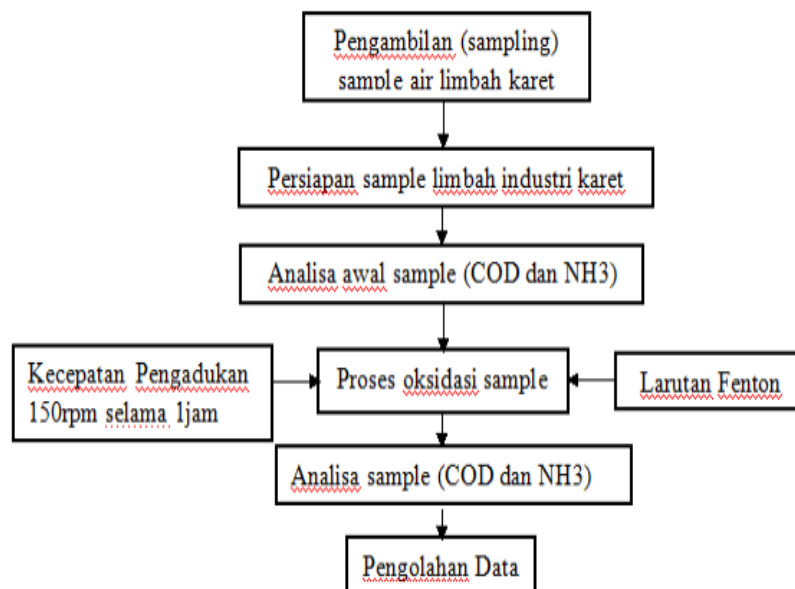 Pengambilan (sampling)
sample air limbah karet
Persiapan sample limbah industri karet
Analisa awal sample (COD dan NH3)
Kecepatan Pengadukan
150rpm selama 1jam
Proses oksidasi sample
Larutan Fenton
Analisa sample (COD dan NH3)
Pengolahan Data